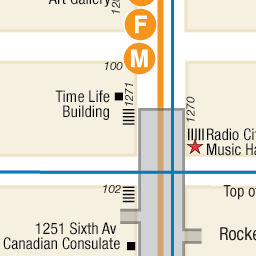 Art Gallery
F
M
100
1271
1270
Time Life
Building
Radio City
Music Ha
102
Top of
1251 Sixth Av
Canadian Consulate
Rocke